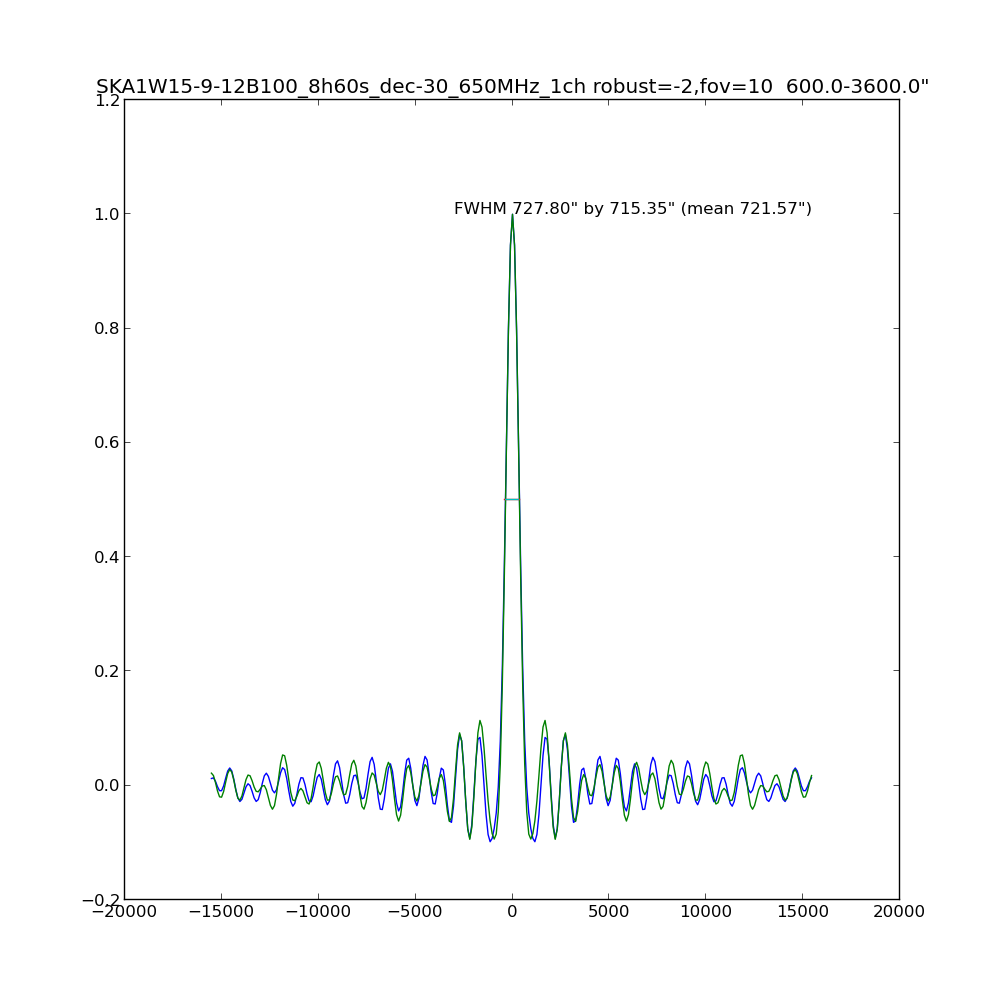 SKA1W15-9-12B100_8h60s_dec-30_650MHz_1ch robust=-2,fov=10  600.0-3600.0"
1.2
FWHM 727.80" by 715.35" (mean 721.57")
1.0
0.8
0.6
0.4
0.2
0.0
−0.2
−20000 −15000 −10000 −5000 0 5000 10000 15000 20000